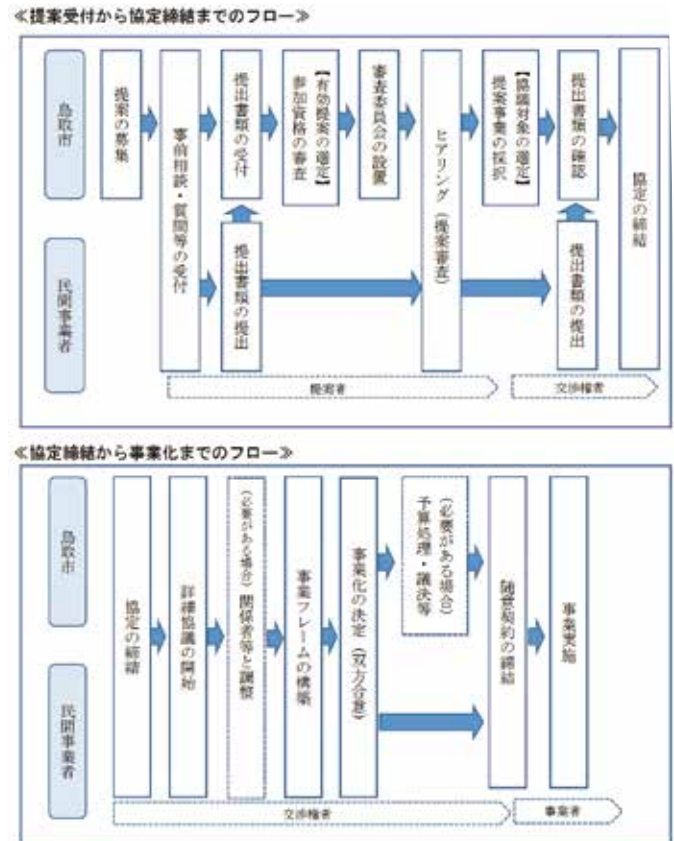 ≪提案受付から協定締結までのフロー≫
鳥取市
民間事業者
提案の募集
事前相談・質問等の受付
提出書類の受付
提出書類の提出
【有効提案の選定】
参加資格の審査
審査委員会の設置
ヒアリング(提案審査)
【協議対象の選定】
提案事業の採択
提出書類の確認
提出書類の提出
協定の締結
提案者
交渉権者
≪協定締結から事業化までのフロー≫
鳥取市
民間事業者
協定の締結
詳細協議の開始
(必要がある場合)関係者等と調整
事業フレームの構築
事業化の決定(双方合意)
(必要がある場合)
予算処理・議決等
随意契約の締結
事業実施
交渉権者
事業者